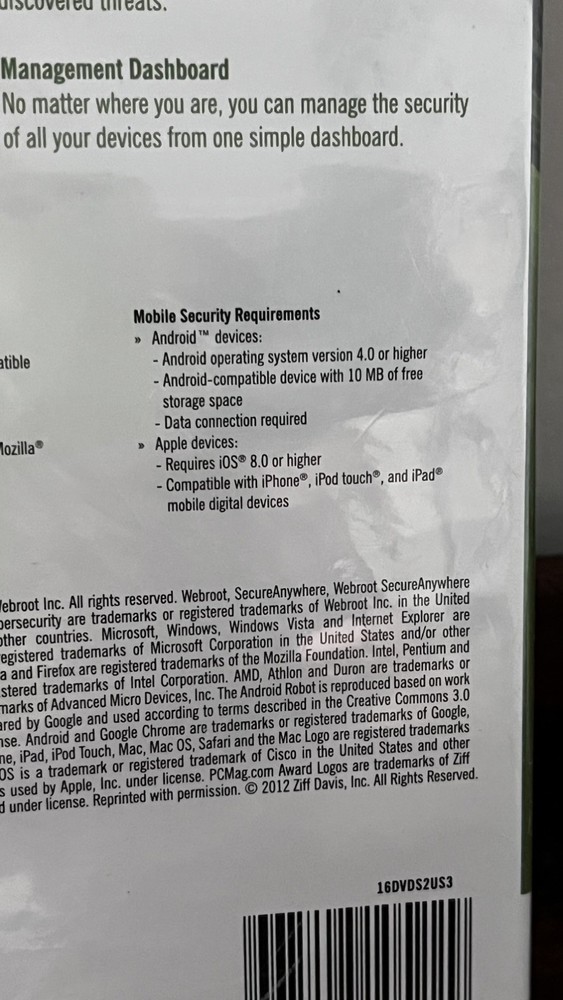 discovered threats.
Management Dashboard
No matter where you are, you can manage the security
of all your devices from one simple dashboard.
Mobile Security Requirements
» Android™ devices:
- Android operating system version 4.0 or higher
- Android-compatible device with 10 MB of free
storage space
- Data connection required
» Apple devices:
- Requires iOS® 8.0 or higher
- Compatible with iPhone®, iPod touch®, and iPad®
mobile digital devices
atible
Mozilla®
Webroot Inc. All rights reserved. Webroot, SecureAnywhere, Webroot SecureAnywhere
bersecurity are trademarks or registered trademarks of Webroot Inc. in the United
other countries. Microsoft, Windows, Windows Vista and Internet Explorer are
egistered trademarks of Microsoft Corporation in the United States and/or other
a and Firefox are registered trademarks of the Mozilla Foundation. Intel, Pentium and
stered trademarks of Intel Corporation. AMD, Athlon and Duron are trademarks or
marks of Advanced Micro Devices, Inc. The Android Robot is reproduced based on work
ared by Google and used according to terms described in the Creative Commons 3.0
nse. Android and Google Chrome are trademarks or registered trademarks of Google,
ne, iPad, iPod Touch, Mac, Mac OS, Safari and the Mac Logo are registered trademarks
OS is a trademark or registered trademark of Cisco in the United States and other
s used by Apple, Inc. under license. PCMag.com Award Logos are trademarks of Ziff
d under license. Reprinted with permission. © 2012 Ziff Davis, Inc. All Rights Reserved.
16DVDS2US3